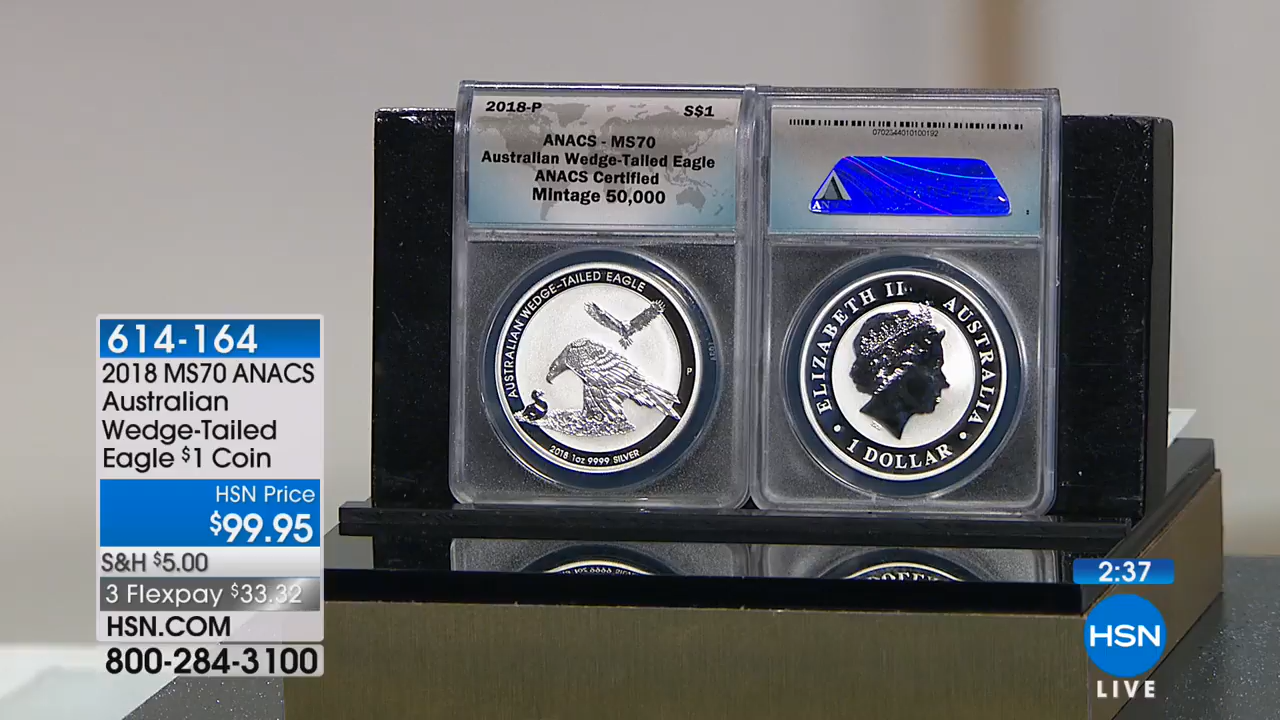 2018-P S$1
ANACS - MS70
Australian Wedge-Tailed Eagle
ANACS Certified
Mintage 50,000
AUSTRALIAN WEDGE-TAILED EAGLE
P
2018 1oz 9999 SILVER
ELIZABETH II AUSTRALIA
1 DOLLAR
614-164
2018 MS70 ANACS
Australian
Wedge-Tailed
Eagle $1 Coin
HSN Price
$99.95
S&H $5.00
3 Flexpay $33.32
HSN.COM
800-284-3100
2:37
HSN
LIVE